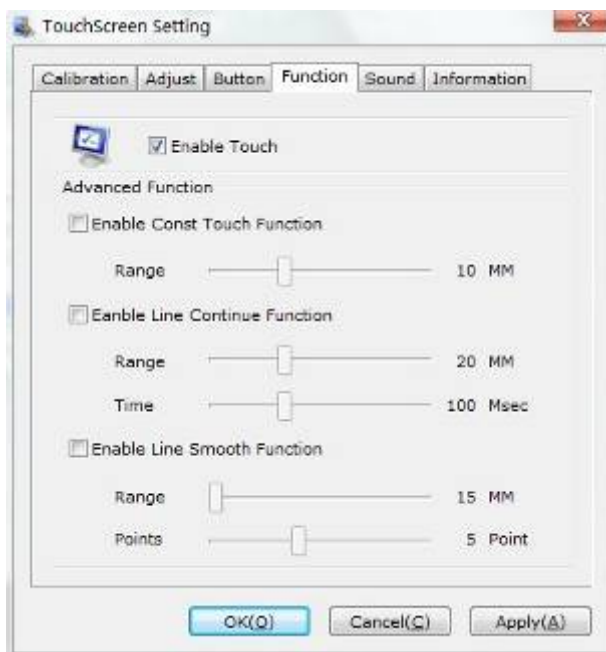 TouchScreen Setting
Calibration Adjust Button Function Sound Information
Enable Touch
Advanced Function
Enable Const Touch Function
Range 10 MM
Eanble Line Continue Function
Range 20 MM
Time 100 Msec
Enable Line Smooth Function
Range 15 MM
Points 5 Point
OK(O) Cancel(C) Apply(A)